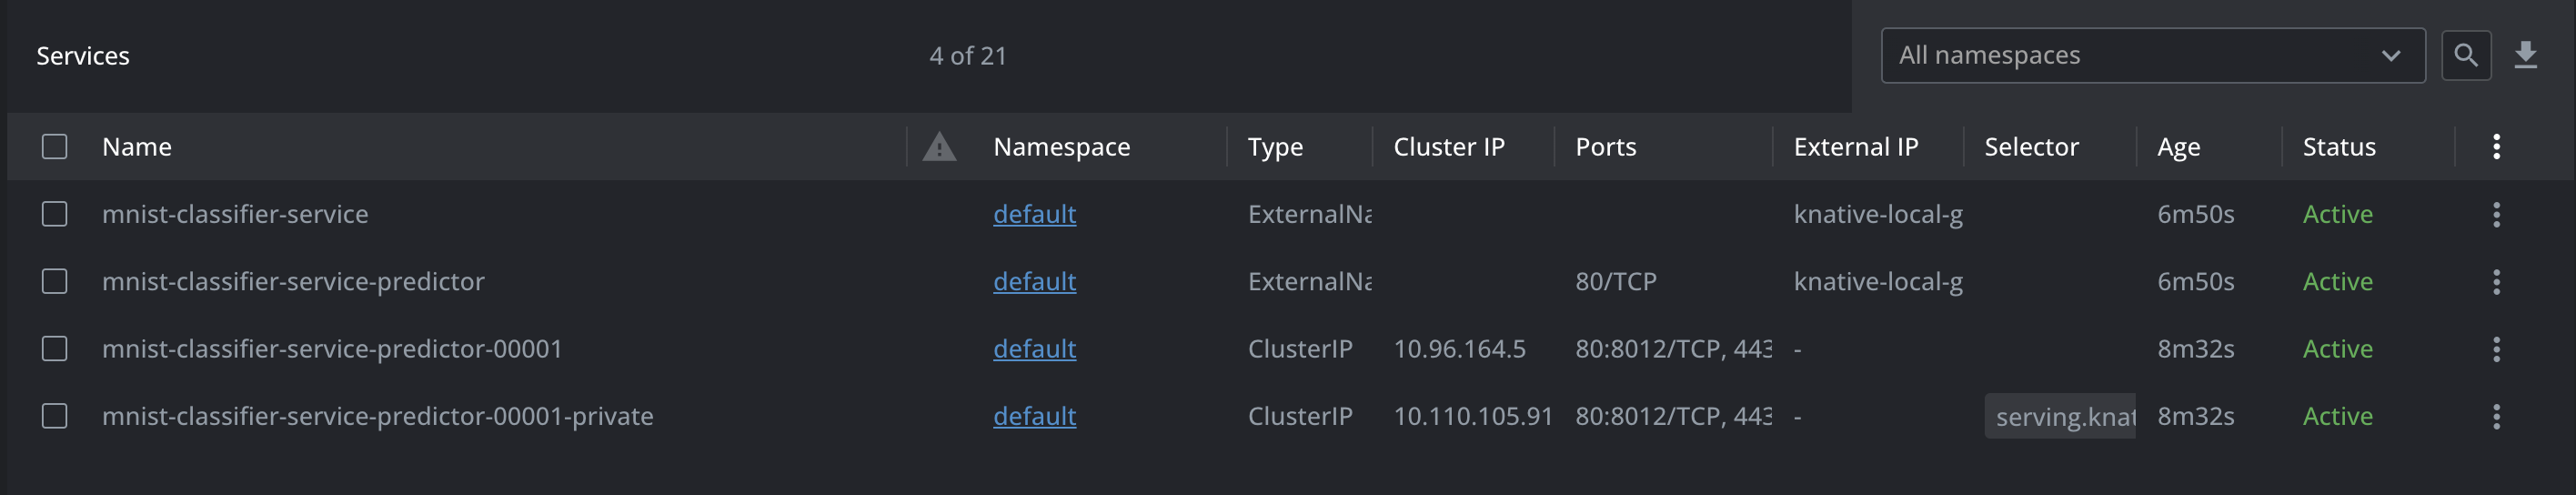 Services 4 of 21 All namespaces
Name Namespace Type Cluster IP Ports External IP Selector Age Status
mnist-classifier-service default ExternalNa knative-local-g 6m50s Active
mnist-classifier-service-predictor default ExternalNa 80/TCP knative-local-g 6m50s Active
mnist-classifier-service-predictor-00001 default ClusterIP 10.96.164.5 80:8012/TCP, 443 - 8m32s Active
mnist-classifier-service-predictor-00001-private default ClusterIP 10.110.105.91 80:8012/TCP, 443 - serving.knat 8m32s Active